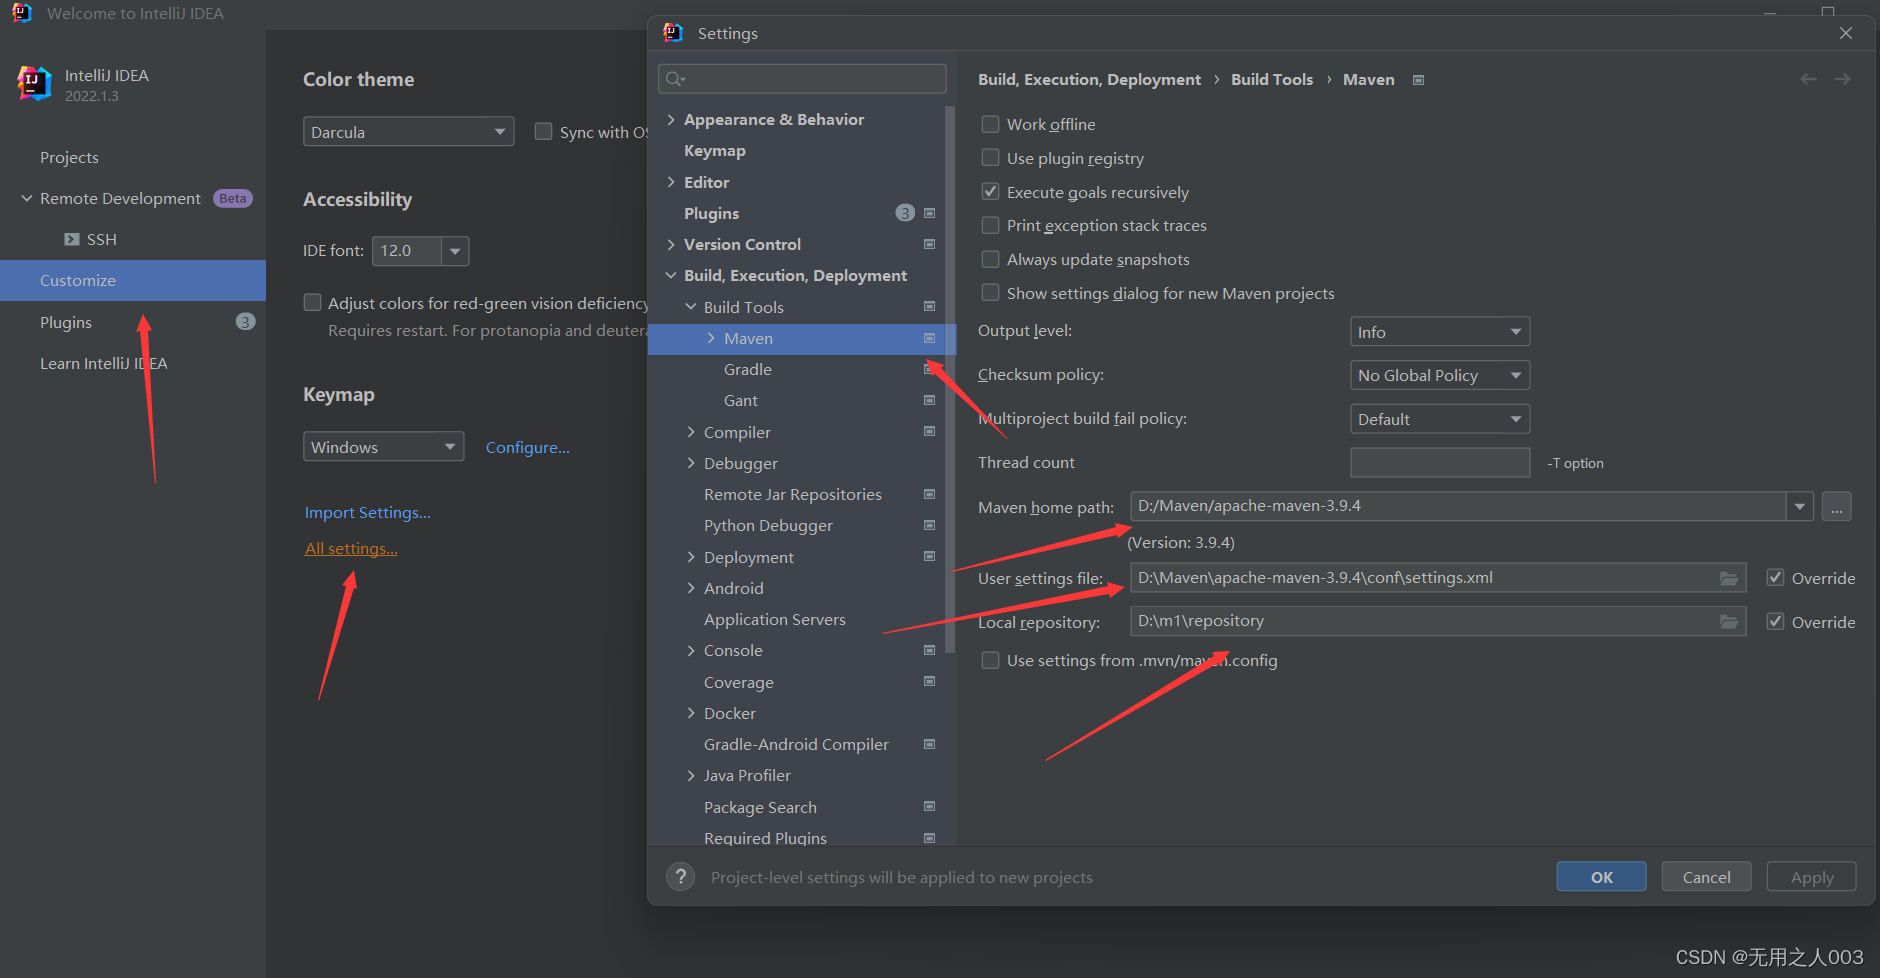 Welcome to IntelliJ IDEA
IntelliJ IDEA
2022.1.3
Projects
Remote Development Beta
SSH
Customize
Plugins 3
Learn IntelliJ IDEA
Color theme
Darcula
Sync with OS
Accessibility
IDE font: 12.0
Adjust colors for red-green vision deficiency
Requires restart. For protanopia and deutera
Keymap
Windows Configure...
Import Settings...
All settings...
Settings
Appearance & Behavior
Keymap
Editor
Plugins 3
Version Control
Build, Execution, Deployment
Build Tools
Maven
Gradle
Gant
Compiler
Debugger
Remote Jar Repositories
Python Debugger
Deployment
Android
Application Servers
Console
Coverage
Docker
Gradle-Android Compiler
Java Profiler
Package Search
Required Plugins
Build, Execution, Deployment › Build Tools › Maven
Work offline
Use plugin registry
Execute goals recursively
Print exception stack traces
Always update snapshots
Show settings dialog for new Maven projects
Output level: Info
Checksum policy: No Global Policy
Multiproject build fail policy: Default
Thread count -T option
Maven home path: D:/Maven/apache-maven-3.9.4 ...
(Version: 3.9.4)
User settings file: D:\Maven\apache-maven-3.9.4\conf\settings.xml Override
Local repository: D:\m1\repository Override
Use settings from .mvn/maven.config
? Project-level settings will be applied to new projects
OK Cancel Apply
CSDN @无用之人003